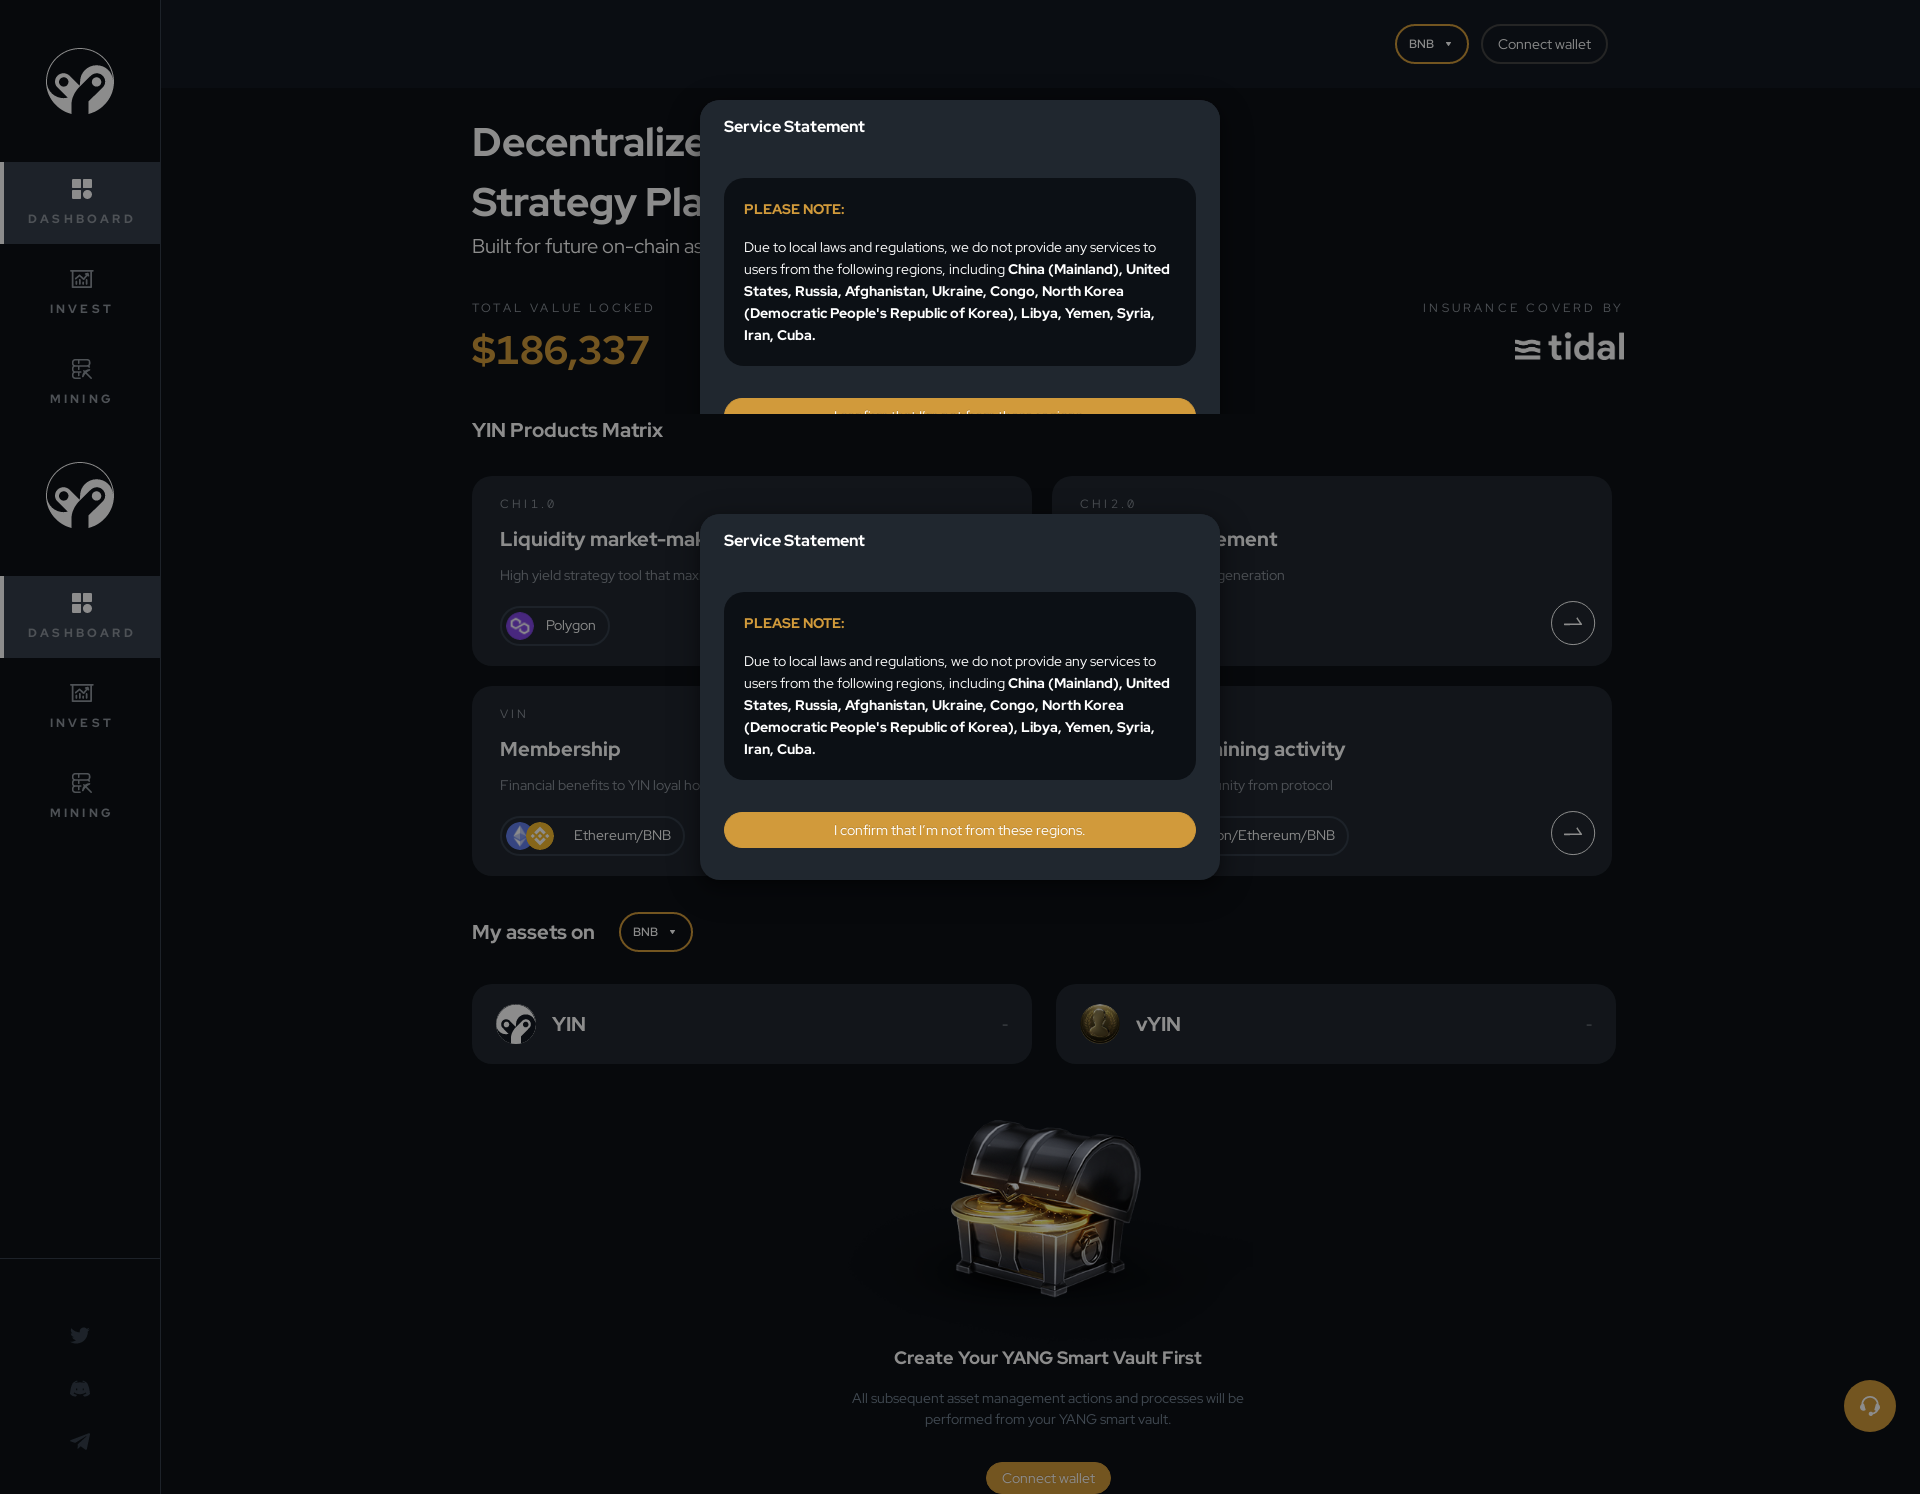 BNB
Connect wallet
Decentralize
Strategy Pla
Built for future on-chain as
Service Statement
PLEASE NOTE:
Due to local laws and regulations, we do not provide any services to
users from the following regions, including China (Mainland), United
States, Russia, Afghanistan, Ukraine, Congo, North Korea
(Democratic People's Republic of Korea), Libya, Yemen, Syria,
Iran, Cuba.
DASHBOARD
INVEST
MINING
TOTAL VALUE LOCKED
$186,337
INSURANCE COVERD BY
tidal
YIN Products Matrix
CHI1.0
Liquidity market-mak
High yield strategy tool that max
Polygon
CHI2.0
ement
generation
Service Statement
PLEASE NOTE:
Due to local laws and regulations, we do not provide any services to
users from the following regions, including China (Mainland), United
States, Russia, Afghanistan, Ukraine, Congo, North Korea
(Democratic People's Republic of Korea), Libya, Yemen, Syria,
Iran, Cuba.
I confirm that I'm not from these regions.
DASHBOARD
INVEST
MINING
VIN
Membership
Financial benefits to YIN loyal ho
Ethereum/BNB
ining activity
nity from protocol
on/Ethereum/BNB
My assets on
BNB
YIN
-
vYIN
-
Create Your YANG Smart Vault First
All subsequent asset management actions and processes will be
performed from your YANG smart vault.
Connect wallet